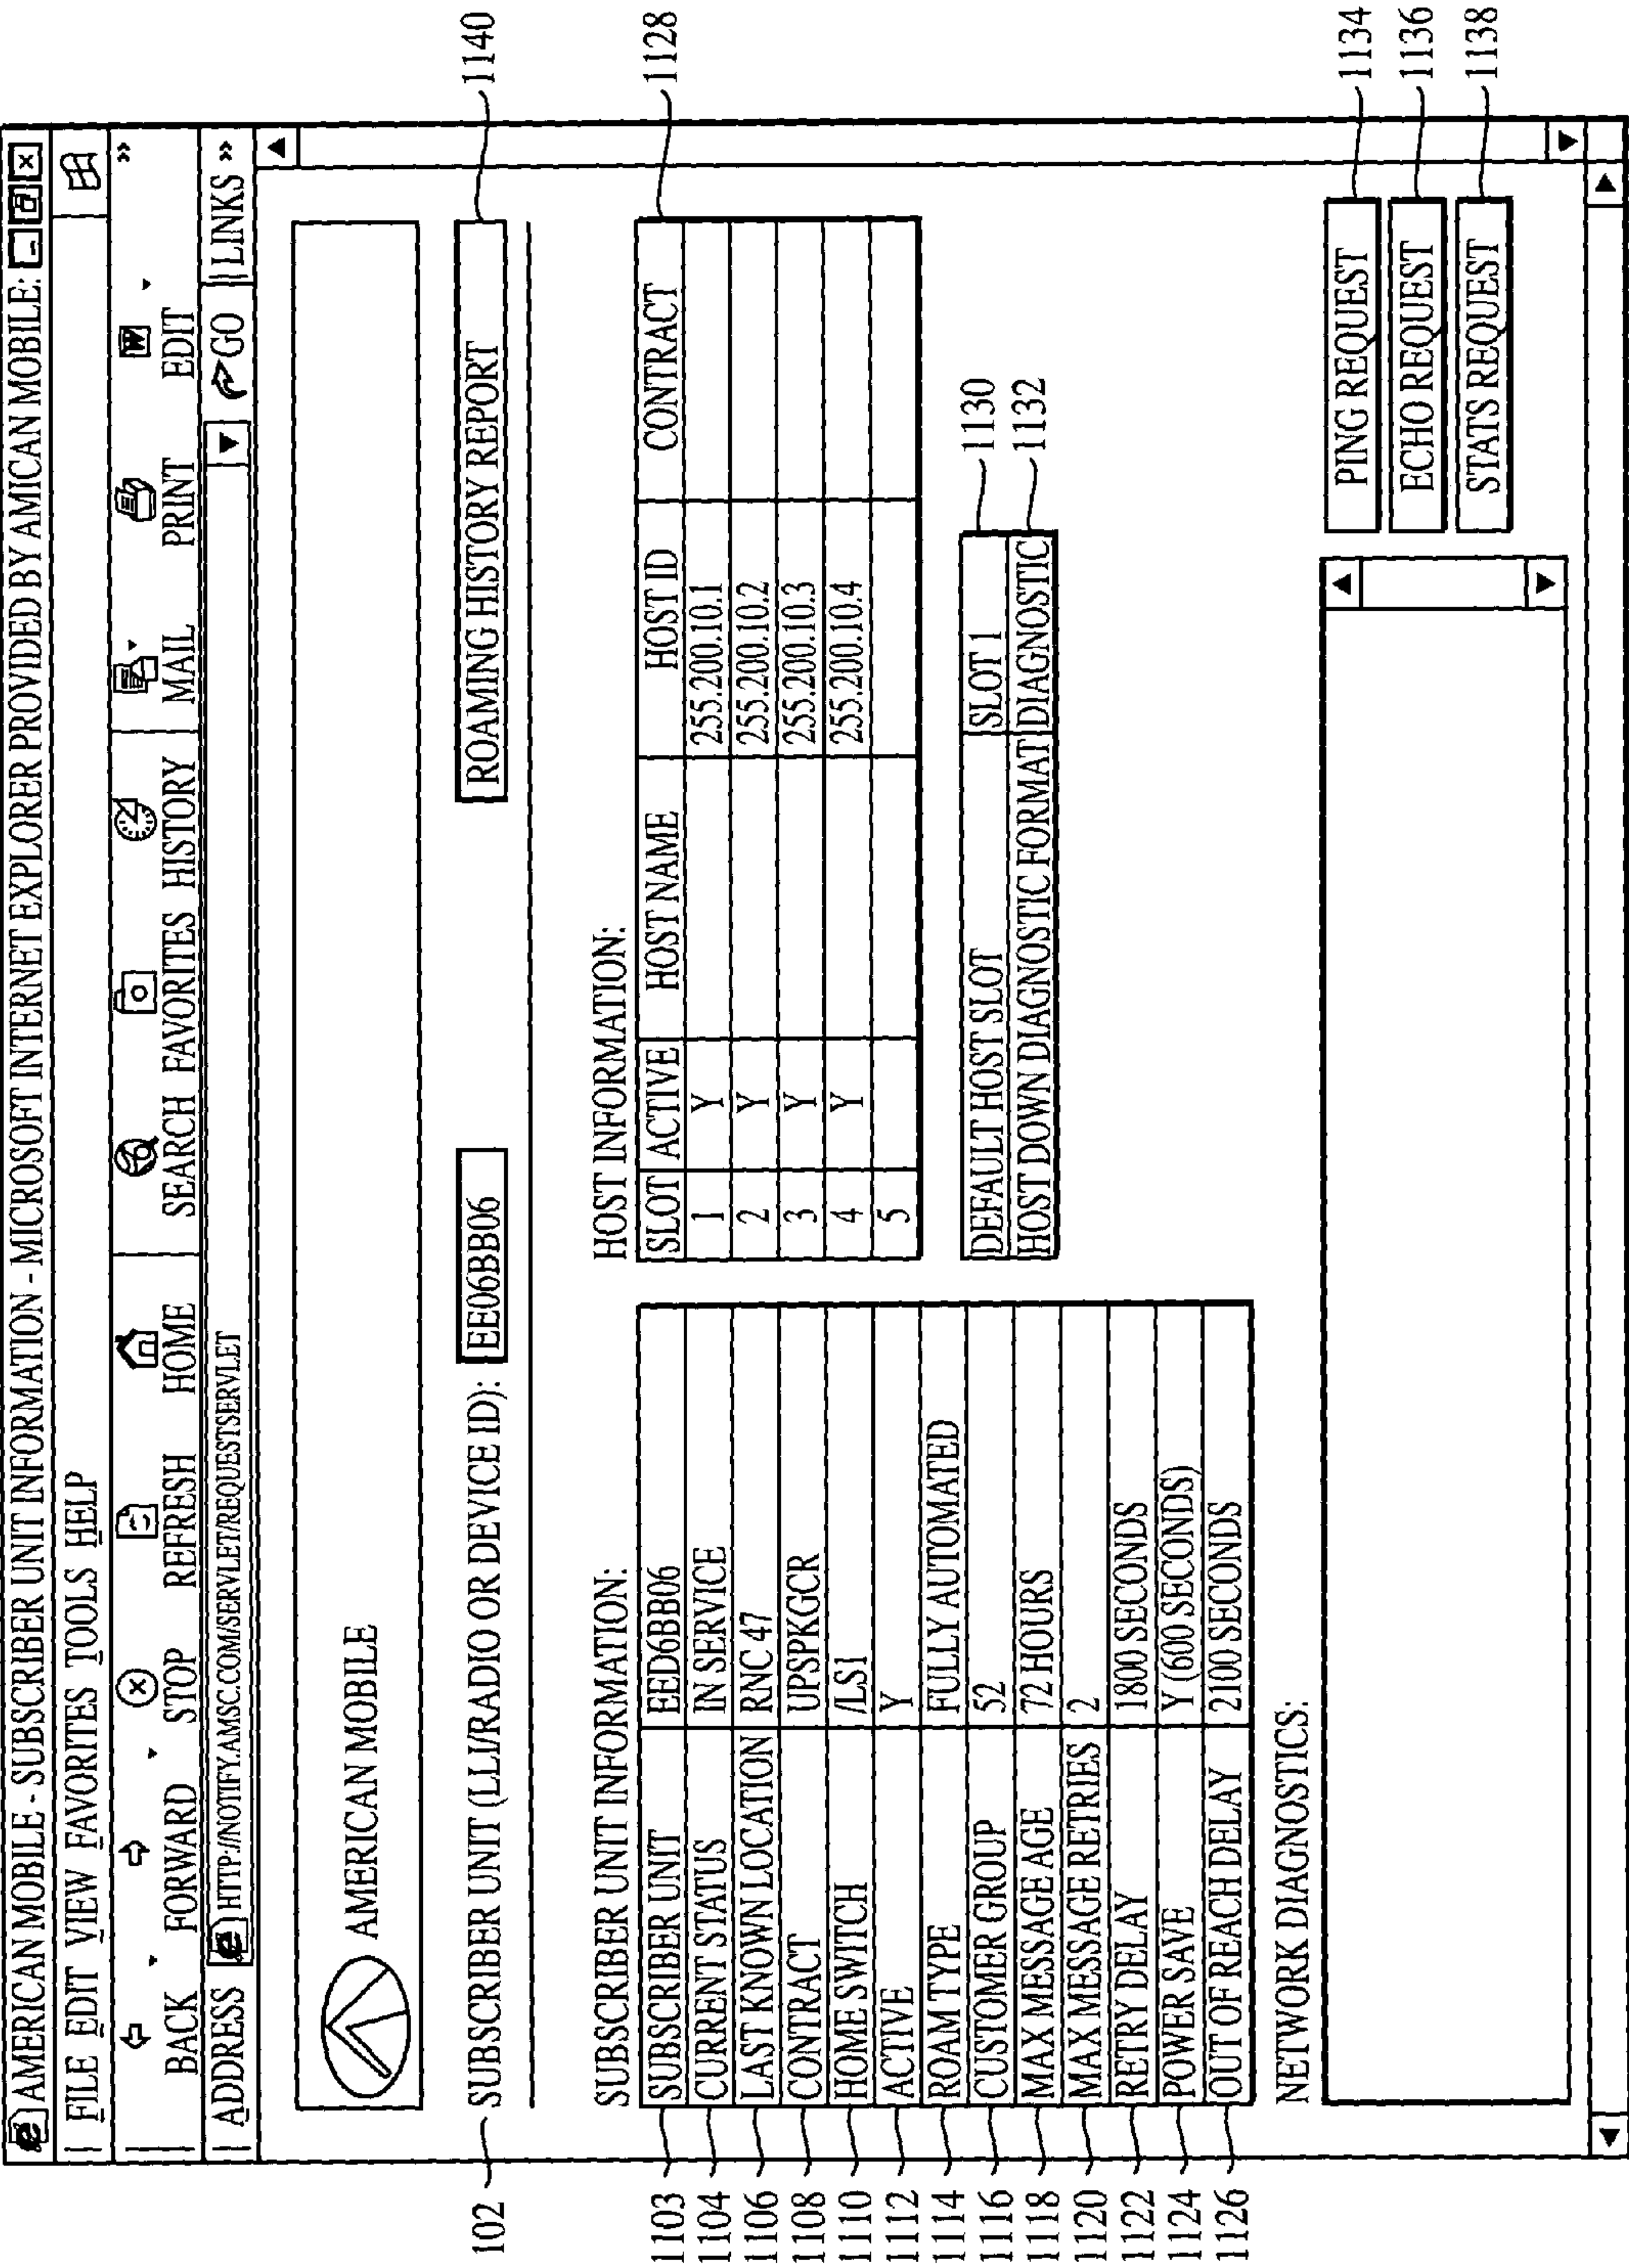 AMERICAN MOBILE - SUBSCRIBER UNIT INFORMATION - MICROSOFT INTERNET EXPLORER PROVIDED BY AMICAN MOBILE:
FILE EDIT VIEW FAVORITES TOOLS HELP
BACK FORWARD STOP REFRESH HOME SEARCH FAVORITES HISTORY MAIL PRINT EDIT »
ADDRESS HTTP://NOTIFY.AMSC.COM/SERVLET/REQUESTSERVLET GO LINKS »
AMERICAN MOBILE
102 SUBSCRIBER UNIT (LLI/RADIO OR DEVICE ID): EE06BB06 ROAMING HISTORY REPORT 1140
SUBSCRIBER UNIT INFORMATION:
1103 SUBSCRIBER UNIT EED6BB06
1104 CURRENT STATUS IN SERVICE
1106 LAST KNOWN LOCATION RNC 47
1108 CONTRACT UPSPKGCR
1110 HOME SWITCH /LS1
1112 ACTIVE Y
1114 ROAM TYPE FULLY AUTOMATED
1116 CUSTOMER GROUP 52
1118 MAX MESSAGE AGE 72 HOURS
1120 MAX MESSAGE RETRIES 2
1122 RETRY DELAY 1800 SECONDS
1124 POWER SAVE Y (600 SECONDS)
1126 OUT OF REACH DELAY 2100 SECONDS
HOST INFORMATION:
SLOT ACTIVE HOST NAME HOST ID CONTRACT 1128
1 Y 255.200.10.1
2 Y 255.200.10.2
3 Y 255.200.10.3
4 Y 255.200.10.4
5
DEFAULT HOST SLOT SLOT 1 1130
HOST DOWN DIAGNOSTIC FORMAT DIAGNOSTIC 1132
NETWORK DIAGNOSTICS:
PING REQUEST 1134
ECHO REQUEST 1136
STATS REQUEST 1138